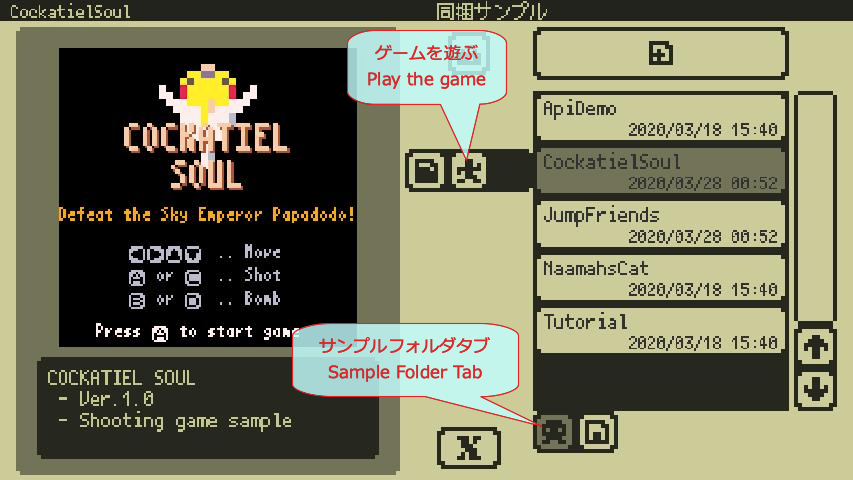 CockatielSoul
同捆サンプル
ゲームを遊ぶ
Play the game
COCKATIEL
SOUL
Defeat the Sky Emperor Papadodo!
.. Move
A or C .. Shot
B or D .. Bomb
Press A to start game
COCKATIEL SOUL
- Ver.1.0
- Shooting game sample
ApiDemo
2020/03/18 15:40
CockatielSoul
2020/03/28 00:52
JumpFriends
2020/03/28 00:52
NaamahsCat
2020/03/18 15:40
Tutorial
2020/03/18 15:40
サンプルフォルダタブ
Sample Folder Tab
X